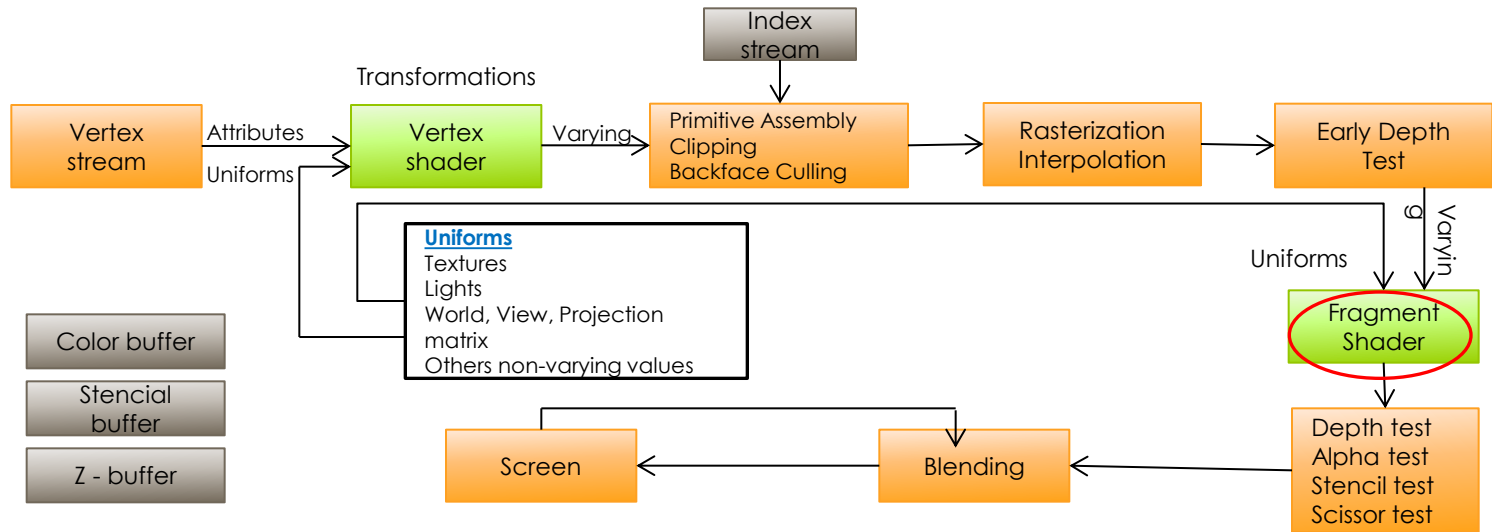 Index
stream
Transformations
Vertex
stream
Attributes
Uniforms
Vertex
shader
Varying
Primitive Assembly
Clipping
Backface Culling
Rasterization
Interpolation
Early Depth
Test
Uniforms
Textures
Lights
World, View, Projection
matrix
Others non-varying values
Uniforms
Varyin
g
Fragment
Shader
Color buffer
Stencial
buffer
Z - buffer
Screen
Blending
Depth test
Alpha test
Stencil test
Scissor test